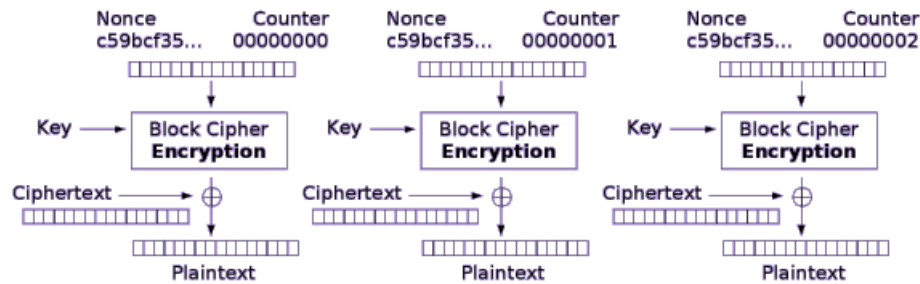 Nonce Counter Nonce Counter Nonce Counter
c59bcf35... 00000000 c59bcf35... 00000001 c59bcf35... 00000002
Key Block Cipher Encryption Key Block Cipher Encryption Key Block Cipher Encryption
Ciphertext Ciphertext Ciphertext
Plaintext Plaintext Plaintext